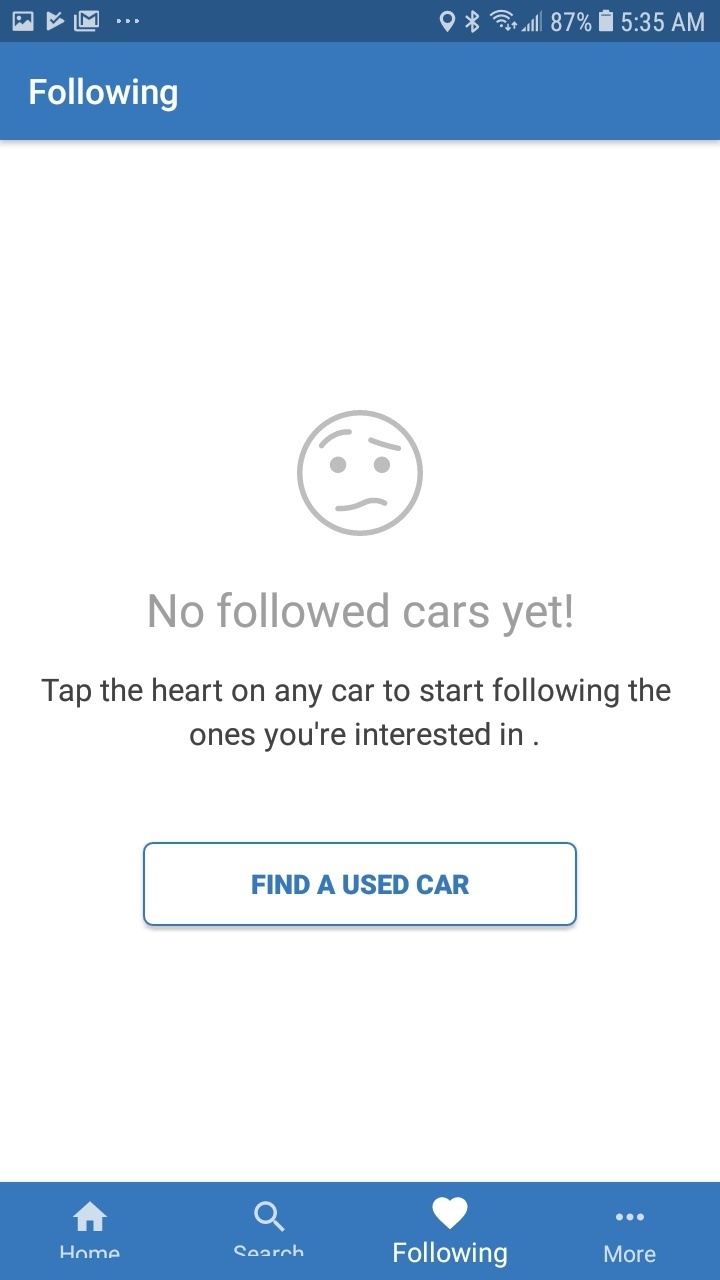 87% 5:35 AM
Following
No followed cars yet!
Tap the heart on any car to start following the
ones you're interested in .
FIND A USED CAR
Home Search Following More